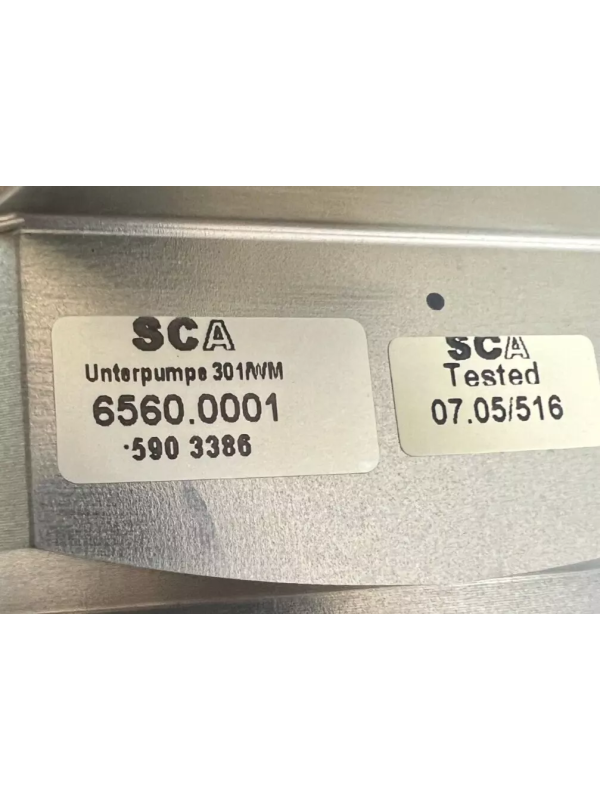 SCA
Unterpumpe 301/WM
6560.0001
·590 3386
SCA
Tested
07.05/516